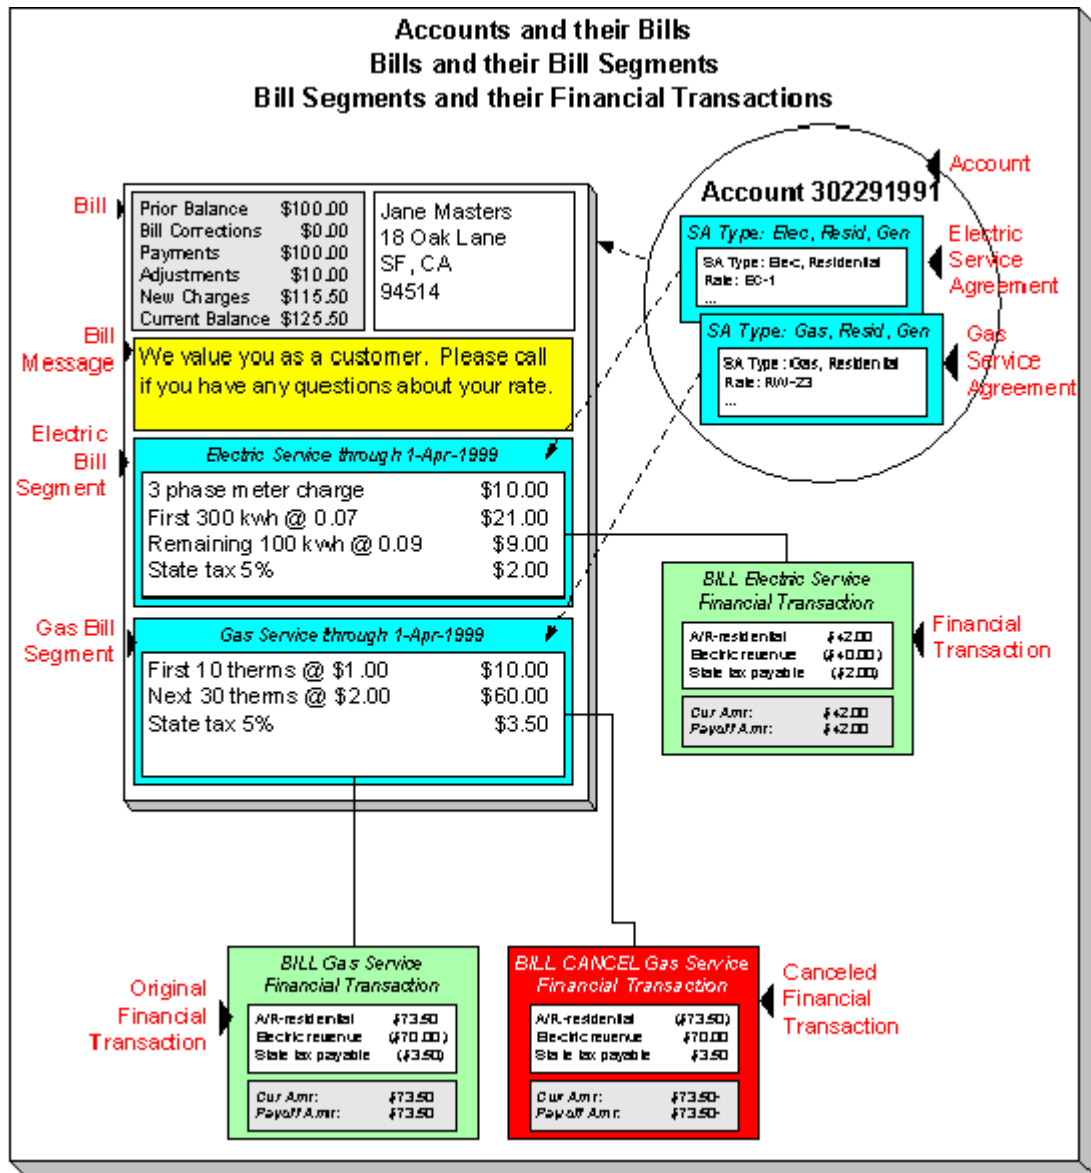 Accounts and their Bills
Bills and their Bill Segments
Bill Segments and their Financial Transactions
Account
Account 302291991
Bill
Prior Balance $100.00
Bill Corrections $0.00
Payments $100.00
Adjustments $10.00
New Charges $115.50
Current Balance $125.50
Jane Masters
18 Oak Lane
SF, CA
94514
SA Type: Elec, Resid, Gen
SA Type: Elec, Residential
Rate: EC-1
...
Electric
Service
Agreement
SA Type: Gas, Resid, Gen
SA Type: Gas, Residential
Rate: RW-23
...
Gas
Service
Agreement
Bill
Message
We value you as a customer. Please call
if you have any questions about your rate.
Electric
Bill
Segment
Electric Service through 1-Apr-1999
3 phase meter charge $10.00
First 300 kwh @ 0.07 $21.00
Remaining 100 kwh @ 0.09 $9.00
State tax 5% $2.00
Gas Bill
Segment
Gas Service through 1-Apr-1999
First 10 therms @ $1.00 $10.00
Next 30 therms @ $2.00 $60.00
State tax 5% $3.50
BILL Electric Service
Financial Transaction
A/R-residential $42.00
Electric revenue ($40.00)
State tax payable ($2.00)
Cur Amt: $42.00
Payoff Amt: $42.00
Financial
Transaction
Original
Financial
Transaction
BILL Gas Service
Financial Transaction
A/R-residential $73.50
Electric revenue ($70.00)
State tax payable ($3.50)
Cur Amt: $73.50
Payoff Amt: $73.50
BILL CANCEL Gas Service
Financial Transaction
A/R-residential ($73.50)
Electric revenue $70.00
State tax payable $3.50
Cur Amt: $73.50-
Payoff Amt: $73.50-
Canceled
Financial
Transaction